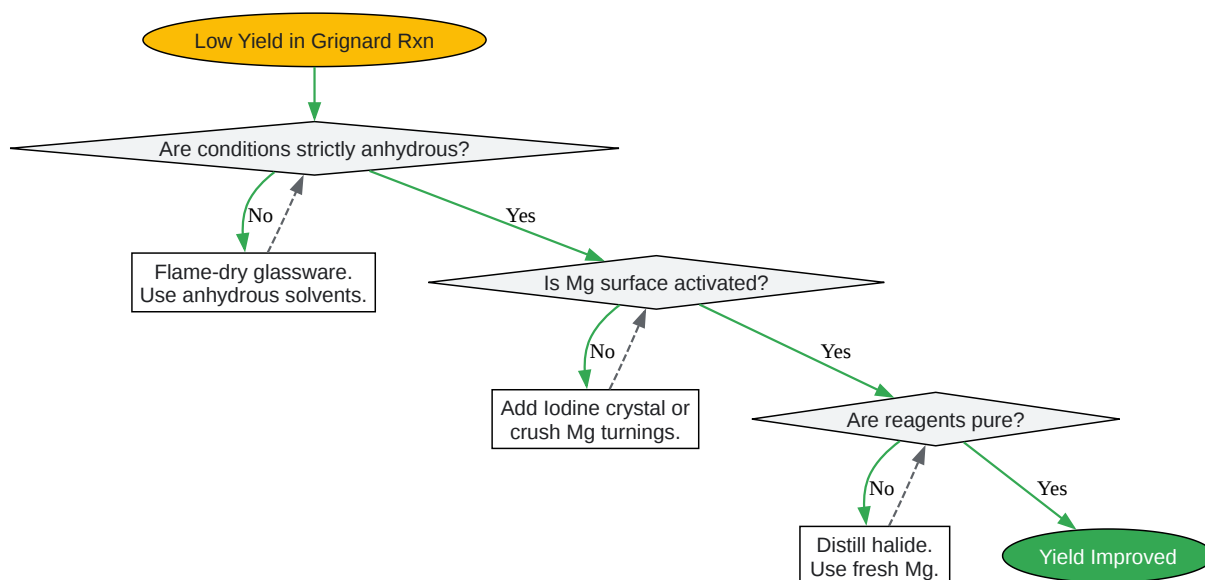 Low Yield in Grignard Rxn
Are conditions strictly anhydrous?
No
Yes
Flame-dry glassware.
Use anhydrous solvents.
Is Mg surface activated?
No
Yes
Add Iodine crystal or
crush Mg turnings.
Are reagents pure?
No
Yes
Distill halide.
Use fresh Mg.
Yield Improved